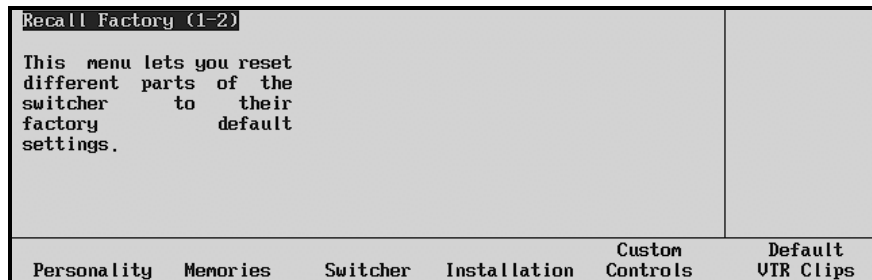 Recall Factory (1-2)
This menu lets you reset
different parts of the
switcher to their
factory default
settings.
Personality Memories Switcher Installation Custom Controls Default VTR Clips